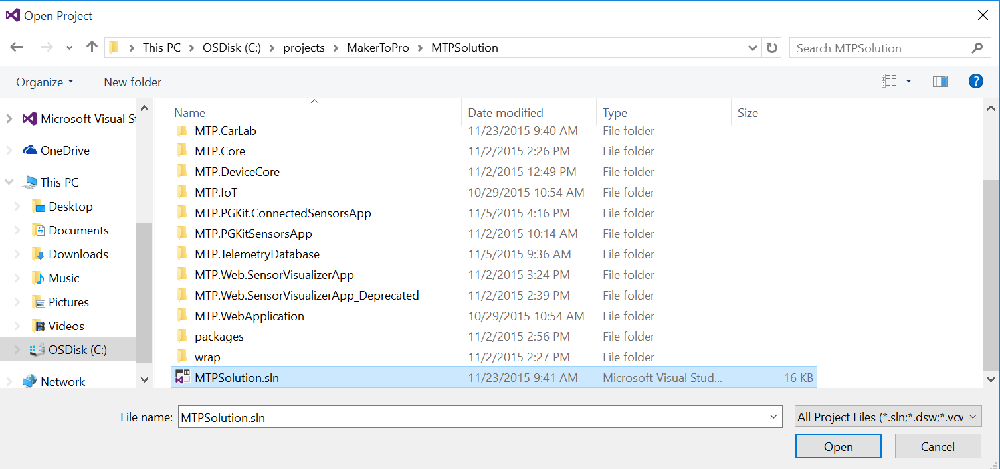 Open Project
This PC OSDisk (C:) projects MakerToPro MTPSolution Search MTPSolution
Organize New folder ?
Name Date modified Type Size
Microsoft Visual S
OneDrive
This PC
Desktop
Documents
Downloads
Music
Pictures
Videos
OSDisk (C:)
Network
MTP.CarLab 11/23/2015 9:40 AM File folder
MTP.Core 11/2/2015 2:26 PM File folder
MTP.DeviceCore 11/2/2015 12:49 PM File folder
MTP.IoT 10/29/2015 10:54 AM File folder
MTP.PGKit.ConnectedSensorsApp 11/5/2015 4:16 PM File folder
MTP.PGKitSensorsApp 11/2/2015 10:14 AM File folder
MTP.TelemetryDatabase 11/5/2015 9:36 AM File folder
MTP.Web.SensorVisualizerApp 11/2/2015 3:24 PM File folder
MTP.Web.SensorVisualizerApp_Deprecated 11/2/2015 2:39 PM File folder
MTP.WebApplication 10/29/2015 10:54 AM File folder
packages 11/2/2015 2:56 PM File folder
wrap 11/2/2015 2:27 PM File folder
MTPSolution.sln 11/23/2015 9:41 AM Microsoft Visual Stud... 16 KB
File name: MTPSolution.sln All Project Files (*.sln;*.dsw;*.vcw
Open Cancel